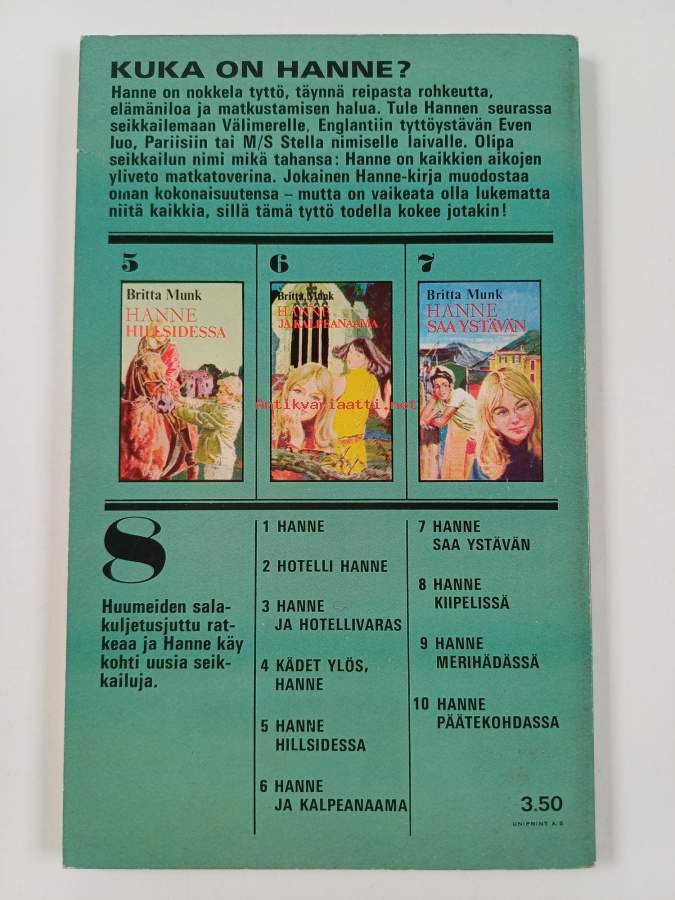 KUKA ON HANNE?
Hanne on nokkela tyttö, täynnä reipasta rohkeutta,
elämäniloa ja matkustamisen halua. Tule Hannen seurassa
seikkailemaan Välimerelle, Englantiin tyttöystävän Even
luo, Pariisiin tai M/S Stella nimiselle laivalle. Olipa
seikkailun nimi mikä tahansa: Hanne on kaikkien aikojen
yliveto matkatoverina. Jokainen Hanne-kirja muodostaa
oman kokonaisuutensa – mutta on vaikeata olla lukematta
niitä kaikkia, sillä tämä tyttö todella kokee jotakin!
5
Britta Munk
HANNE
HILLSIDESSA
6
Britta Munk
HANNE
JA KALPEANAAMA
7
Britta Munk
HANNE
SAA YSTÄVÄN
Antikvariaatti.net
8
Huumeiden sala-
kuljetusjuttu rat-
keaa ja Hanne käy
kohti uusia seik-
kailuja.
1 HANNE
2 HOTELLI HANNE
3 HANNE
JA HOTELLIVARAS
4 KÄDET YLÖS,
HANNE
5 HANNE
HILLSIDESSA
6 HANNE
JA KALPEANAAMA
7 HANNE
SAA YSTÄVÄN
8 HANNE
KIIPELISSÄ
9 HANNE
MERIHÄDÄSSÄ
10 HANNE
PÄÄTEKOHDASSA
3.50
UNIPRINT A/S